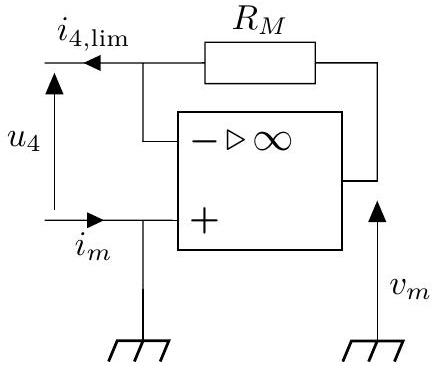 i_{4,lim}
R_M
u_4
− ▷ ∞
+
i_m
v_m